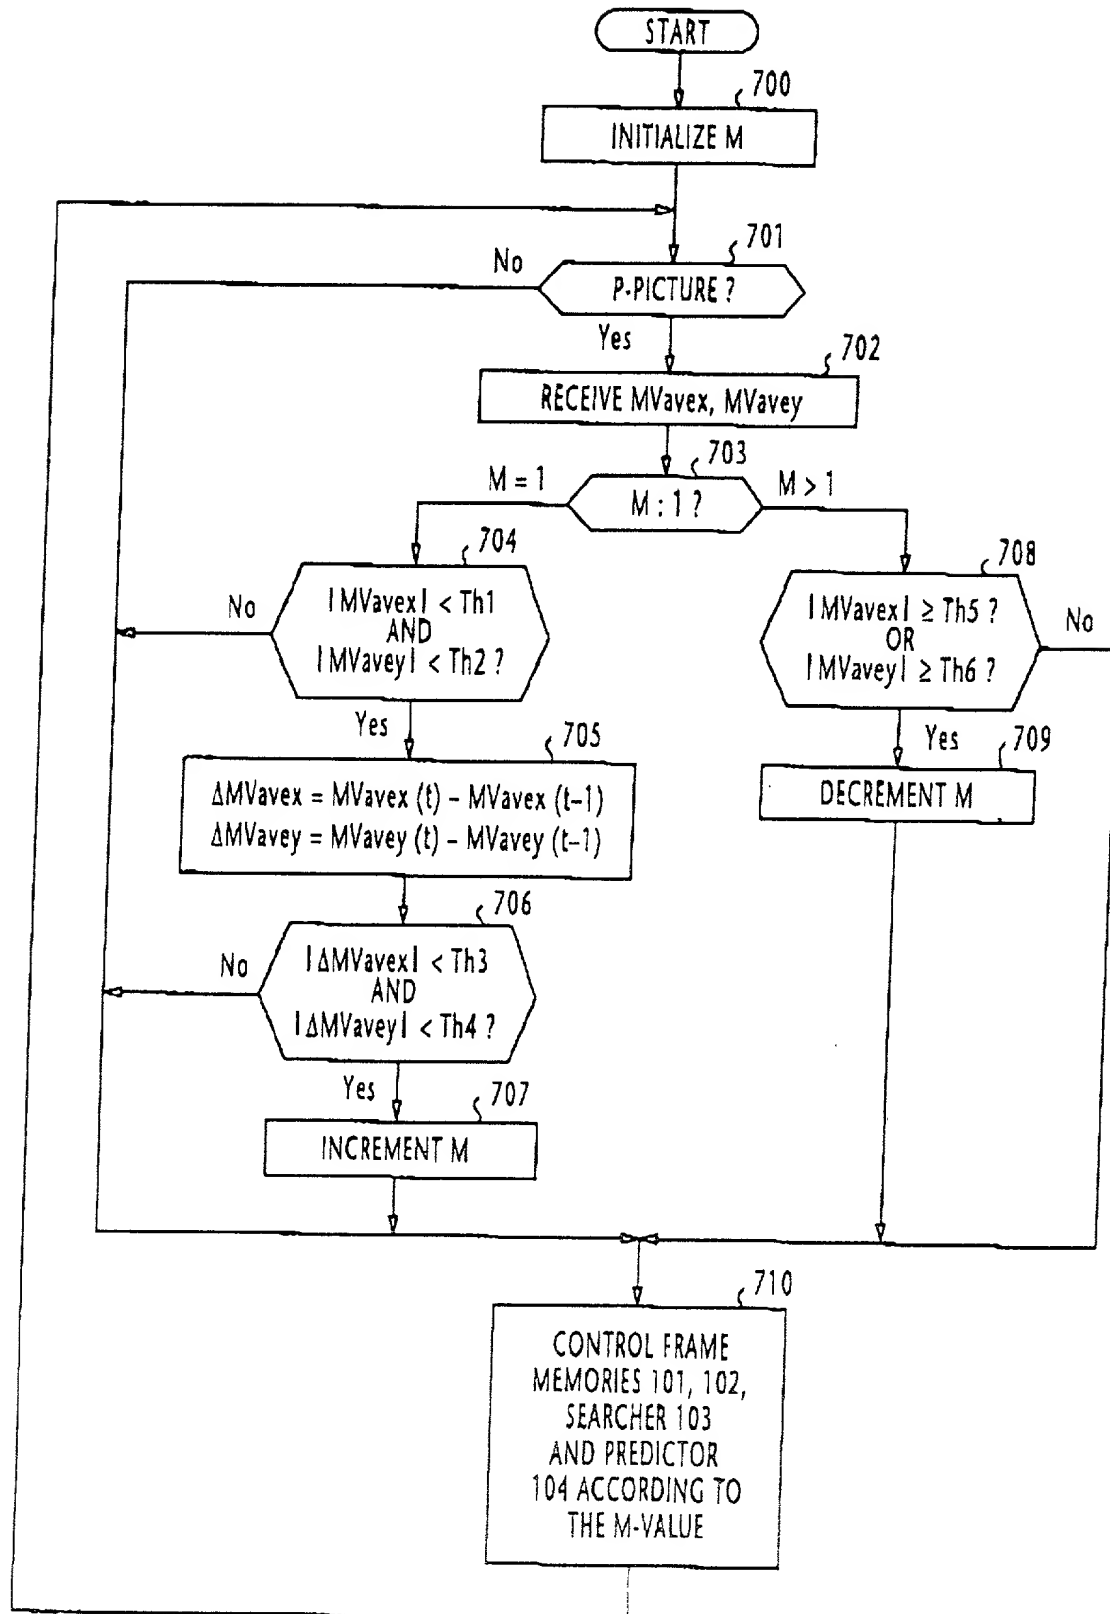 START
700
INITIALIZE M
701
No
P-PICTURE ?
Yes
702
RECEIVE MVavex, MVavey
703
M = 1
M : 1 ?
M > 1
704
|MVavex| < Th1
AND
|MVavey| < Th2 ?
No
Yes
708
|MVavex| ≥ Th5 ?
OR
|MVavey| ≥ Th6 ?
No
Yes
705
ΔMVavex = MVavex (t) – MVavex (t–1)
ΔMVavey = MVavey (t) – MVavey (t–1)
709
DECREMENT M
706
|ΔMVavex| < Th3
AND
|ΔMVavey| < Th4 ?
No
Yes
707
INCREMENT M
710
CONTROL FRAME
MEMORIES 101, 102,
SEARCHER 103
AND PREDICTOR
104 ACCORDING TO
THE M-VALUE